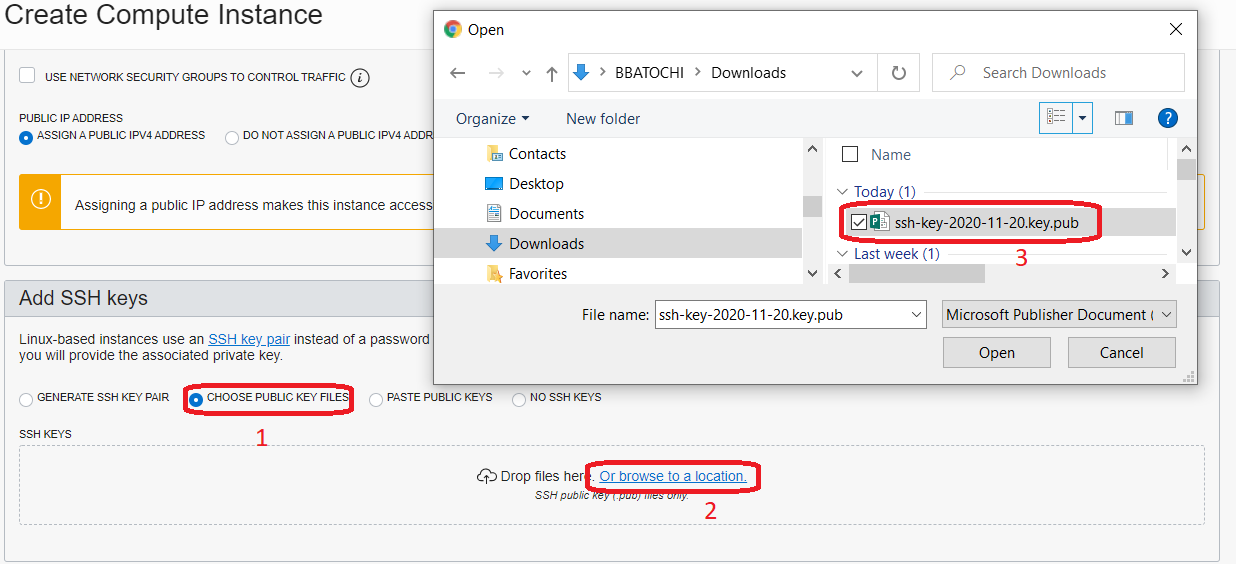 Create Compute Instance
USE NETWORK SECURITY GROUPS TO CONTROL TRAFFIC i
PUBLIC IP ADDRESS
ASSIGN A PUBLIC IPV4 ADDRESS
DO NOT ASSIGN A PUBLIC IPV4 ADDR
Assigning a public IP address makes this instance access
Add SSH keys
Linux-based instances use an SSH key pair instead of a password
you will provide the associated private key.
GENERATE SSH KEY PAIR
CHOOSE PUBLIC KEY FILES
PASTE PUBLIC KEYS
NO SSH KEYS
1
SSH KEYS
Drop files here. Or browse to a location.
SSH public key (.pub) files only.
2
Open
BBATOCHI
Downloads
Search Downloads
Organize
New folder
?
Contacts
Desktop
Documents
Downloads
Favorites
Name
Today (1)
ssh-key-2020-11-20.key.pub
Last week (1)
3
File name:
ssh-key-2020-11-20.key.pub
Microsoft Publisher Document (
Open
Cancel